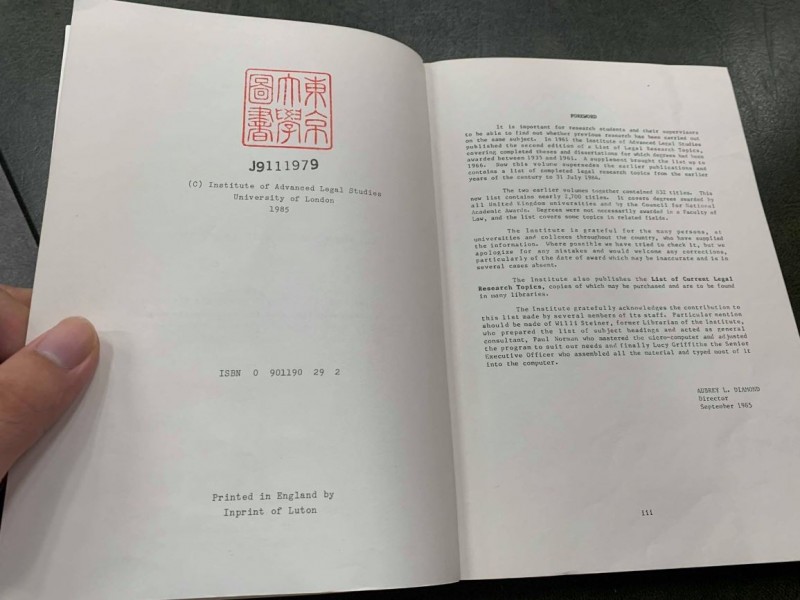 東京
大學
圖書
J9111979
(C) Institute of Advanced Legal Studies
University of London
1985
ISBN 0 901190 29 2
Printed in England by
Inprint of Luton
FOREWORD
It is important for research students and their supervisors
to be able to find out whether previous research has been carried out
on the same subject. In 1961 the Institute of Advanced Legal Studies
published the second edition of a List of Legal Research Topics,
covering completed theses and dissertations for which degrees had been
awarded between 1935 and 1961. A supplement brought the list up to
1966. Now this volume supersedes the earlier publications and
contains a list of completed legal research topics from the earlier
years of the century to 31 July 1984.
The two earlier volumes together contained titles. This
new list contains nearly titles. It covers degrees awarded by
all United Kingdom universities and by the Council for National
Academic Awards. Degrees were not necessarily awarded in a Faculty of
Law, and the list covers some topics in related fields.
The Institute is grateful for the many persons, at
universities and colleges throughout the country, who have supplied
the information. Where possible we have tried to check it, but we
apologise for any mistakes and would welcome any corrections,
particularly of the date of award which may be inaccurate and is in
several cases absent.
The Institute also publishes the List of Current Legal
Research Topics, copies of which may be purchased and are to be found
in many libraries.
The Institute gratefully acknowledges the contribution to
this list made by several members of its staff. Particular mention
should be made of Willi Steiner, former Librarian of the Institute,
who prepared the list of subject headings and acted as general
consultant, Paul Norman who mastered the micro-computer and adjusted
the program to suit our needs and finally Lucy Griffiths the Senior
Executive Officer who assembled all the material and typed most of it
into the computer.
AUBREY L. DIAMOND
Director
September 1985
iii